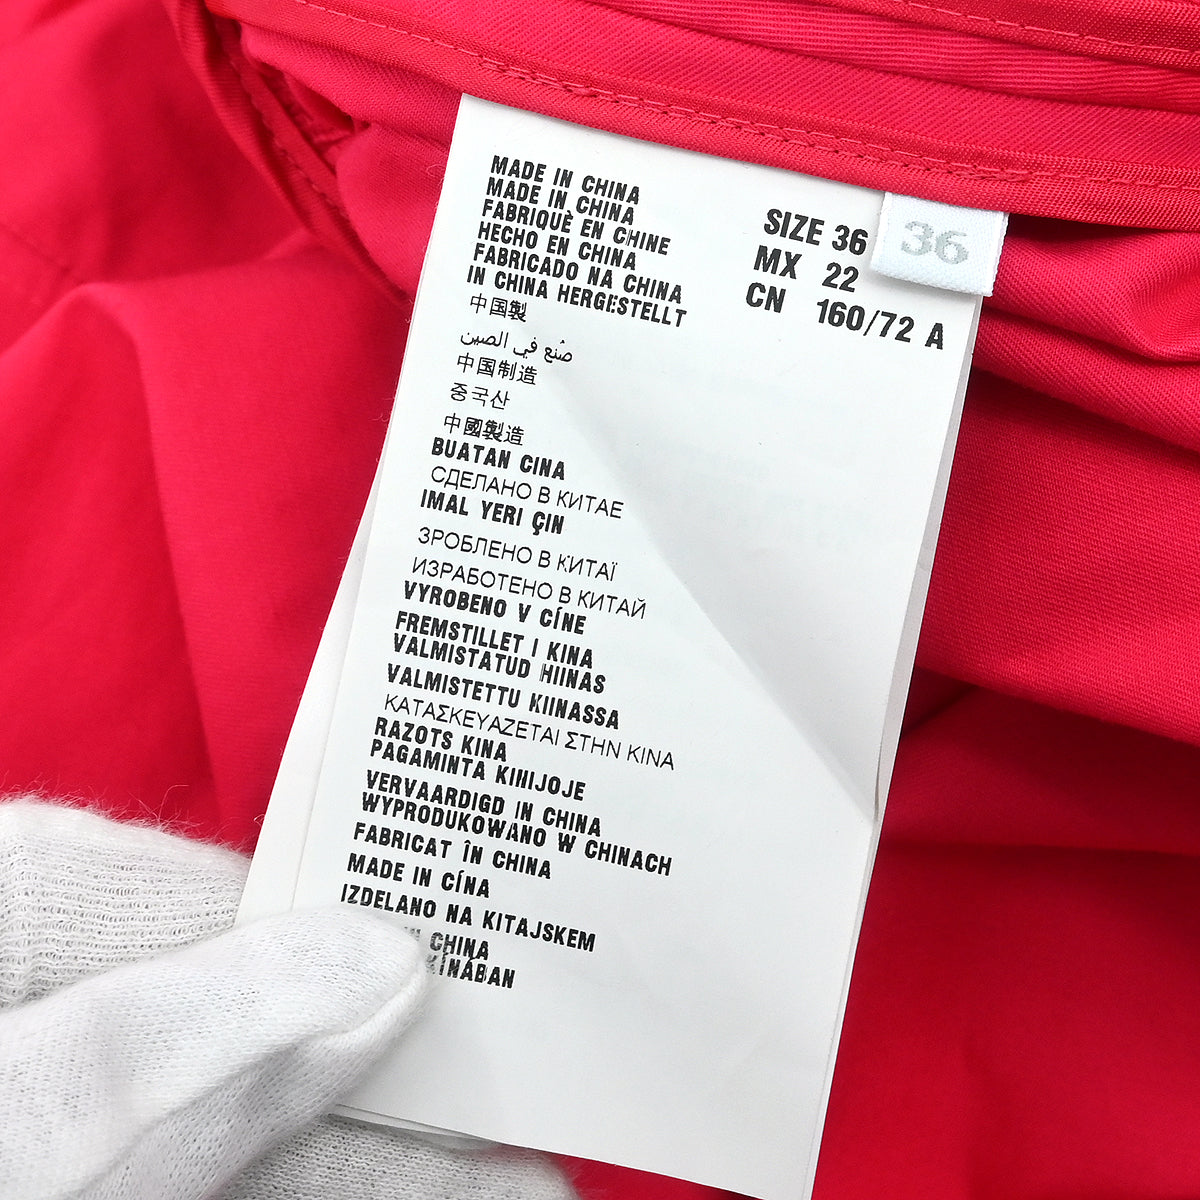 MADE IN CHINA
MADE IN CHINA
FABRIQUÈ EN CHINE
HECHO EN CHINA
FABRICADO NA CHINA
IN CHINA HERGESTELLT
中国製
صُنع في الصين
中国制造
중국산
中國製造
BUATAN CINA
СДЕЛАНО В КИТАЕ
IMAL YERI ÇIN
ЗРОБЛЕНО В КИТАЇ
ИЗРАБОТЕНО В КИТАЙ
VYROBENO V CÍNE
FREMSTILLET I KINA
VALMISTATUD HIINAS
VALMISTETTU KIINASSA
ΚΑΤΑΣΚΕΥΑΖΕΤΑΙ ΣΤΗΝ ΚΙΝΑ
RAZOTS KINA
PAGAMINTA KINIJOJE
VERVAARDIGD IN CHINA
WYPRODUKOWANO W CHINACH
FABRICAT ÎN CHINA
MADE IN CÍNA
IZDELANO NA KITAJSKEM
IN CHINA
KÍNÁBAN
SIZE 36
MX 22
CN 160/72 A
36